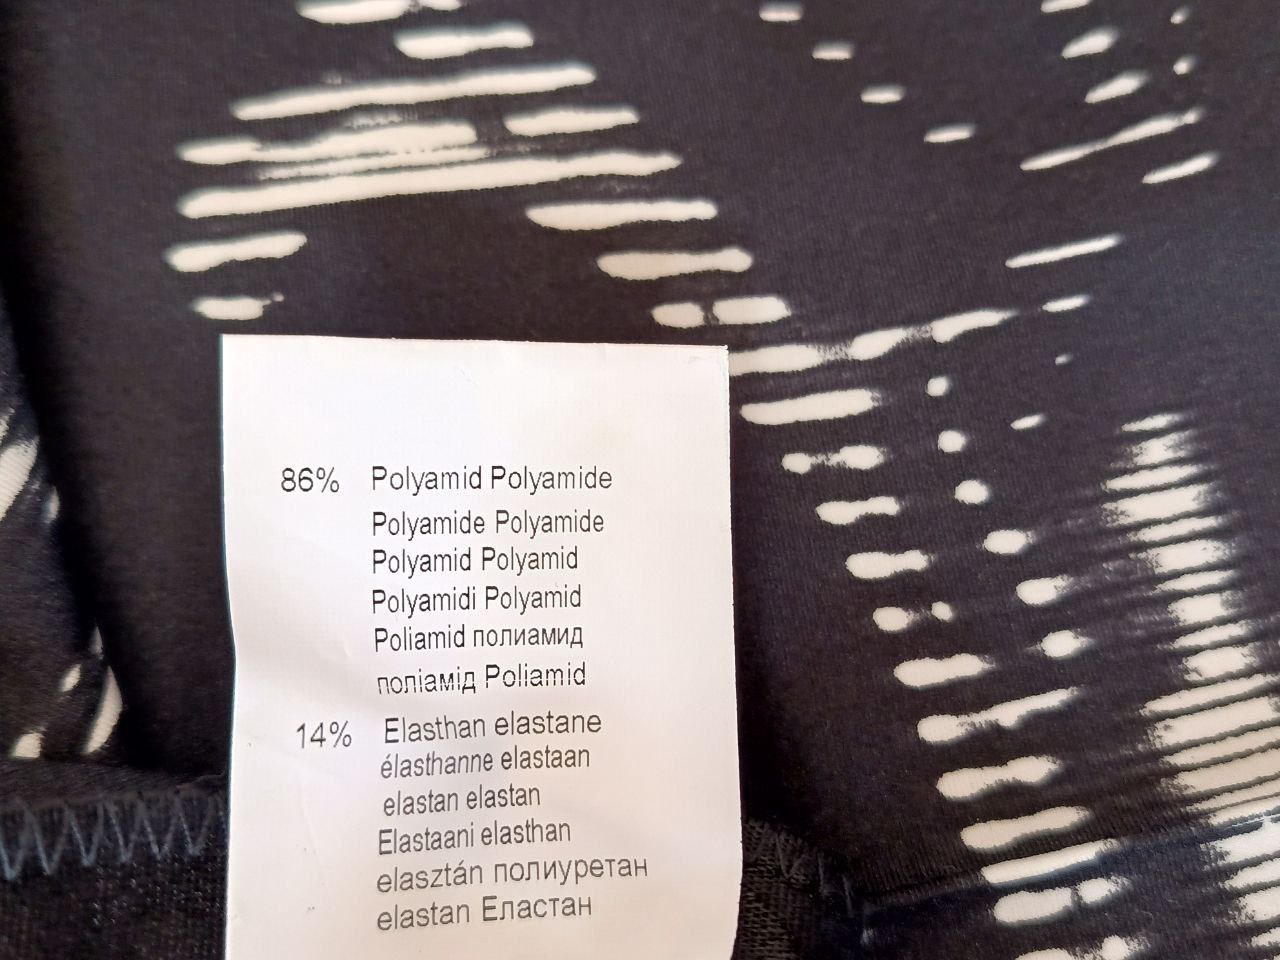 86% Polyamid Polyamide
Polyamide Polyamide
Polyamid Polyamid
Polyamidi Polyamid
Poliamid полиамид
поліамід Poliamid
14% Elasthan elastane
élasthanne elastaan
elastan elastan
Elastaani elasthan
elasztán полиуретан
elastan Еластан